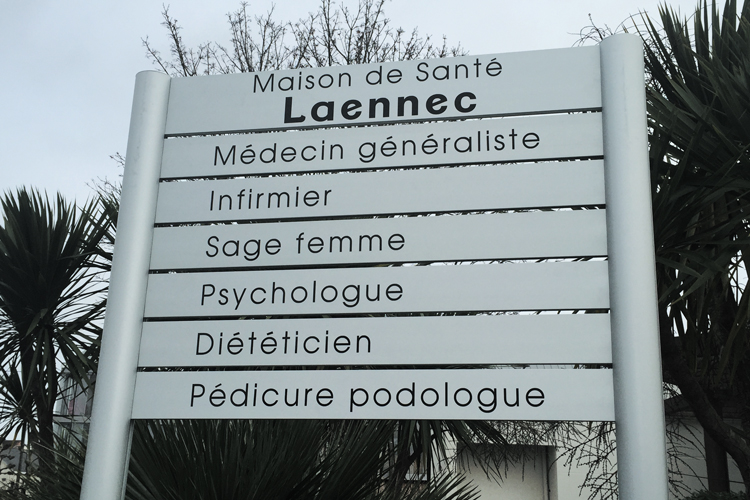 Maison de Santé
Laennec
Médecin généraliste
Infirmier
Sage femme
Psychologue
Diététicien
Pédicure podologue